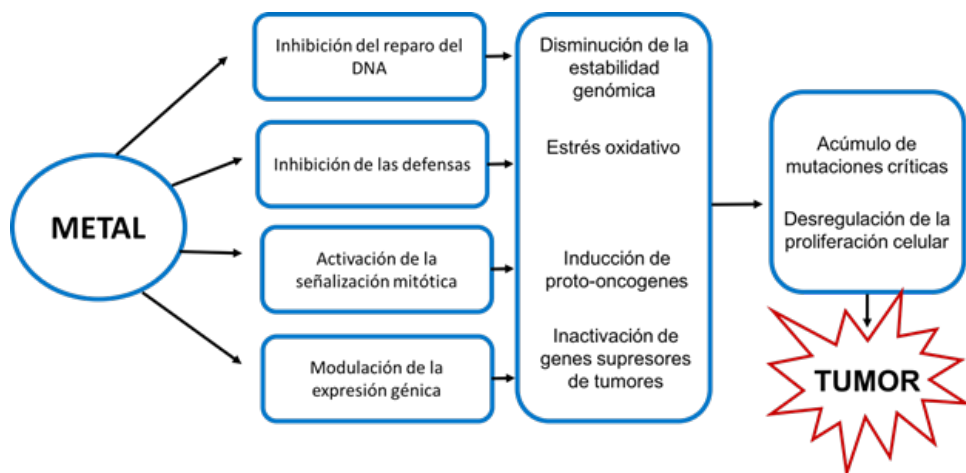 METAL
Inhibición del reparo del
DNA
Inhibición de las defensas
Activación de la
señalización mitótica
Modulación de la
expresión génica
Disminución de la
estabilidad
genómica
Estrés oxidativo
Inducción de
proto-oncogenes
Inactivación de
genes supresores
de tumores
Acúmulo de
mutaciones críticas
Desregulación de la
proliferación celular
TUMOR